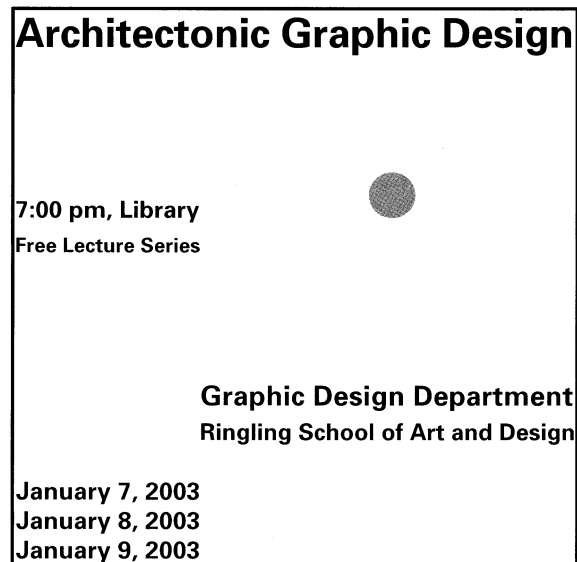 Architectonic Graphic Design
7:00 pm, Library
Free Lecture Series
Graphic Design Department
Ringling School of Art and Design
January 7, 2003
January 8, 2003
January 9, 2003